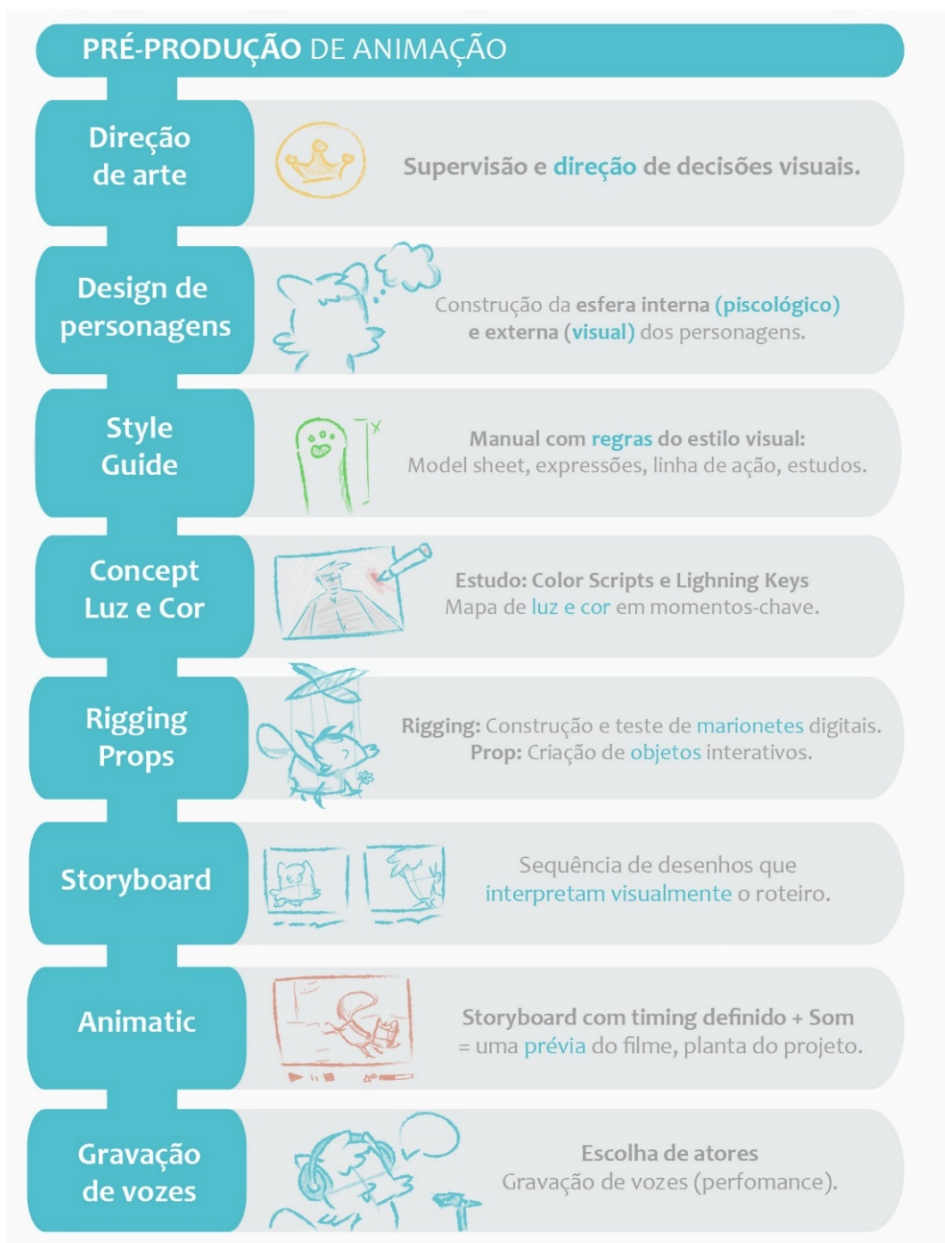 PRÉ-PRODUÇÃO DE ANIMAÇÃO
Direção
de arte
Supervisão e direção de decisões visuais.
Design de
personagens
Construção da esfera interna (piscológico)
e externa (visual) dos personagens.
Style
Guide
x
Manual com regras do estilo visual:
Model sheet, expressões, linha de ação, estudos.
Concept
Luz e Cor
Estudo: Color Scripts e Lighning Keys
Mapa de luz e cor em momentos-chave.
Rigging
Props
Rigging: Construção e teste de marionetes digitais.
Prop: Criação de objetos interativos.
Storyboard
Sequência de desenhos que
interpretam visualmente o roteiro.
Animatic
Storyboard com timing definido + Som
= uma prévia do filme, planta do projeto.
Gravação
de vozes
Escolha de atores
Gravação de vozes (perfomance).